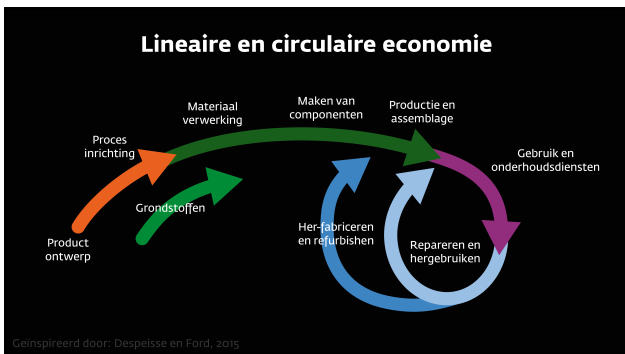 Lineaire en circulaire economie
Materiaal
verwerking
Maken van
componenten
Productie en
assemblage
Proces
inrichting
Gebruik en
onderhoudsdiensten
Grondstoffen
Product
ontwerp
Her-fabriceren
en refurbishen
Repareren en
hergebruiken
Geïnspireerd door: Despeisse en Ford, 2015